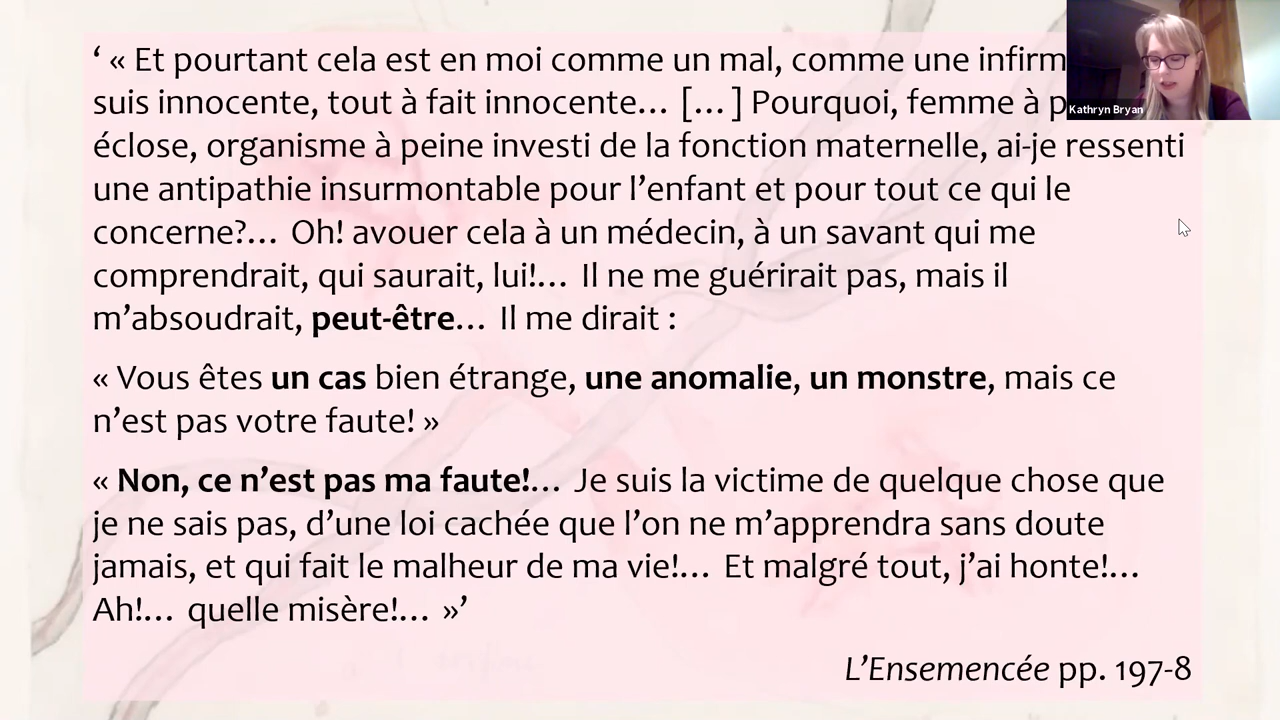 ‘ « Et pourtant cela est en moi comme un mal, comme une
suis innocente, tout à fait innocente… […] Pourquoi, femme à
Kathryn Bryan
éclose, organisme à peine investi de la fonction maternelle, ai-je ressenti
une antipathie insurmontable pour l’enfant et pour tout ce qui le
concerne?… Oh! avouer cela à un médecin, à un savant qui me
comprendrait, qui saurait, lui!… Il ne me guérirait pas, mais il
m’absoudrait, peut-être… Il me dirait :
« Vous êtes un cas bien étrange, une anomalie, un monstre, mais ce
n’est pas votre faute! »
« Non, ce n’est pas ma faute!… Je suis la victime de quelque chose que
je ne sais pas, d’une loi cachée que l’on ne m’apprendra sans doute
jamais, et qui fait le malheur de ma vie!… Et malgré tout, j’ai honte!…
Ah!… quelle misère!… »’
L’Ensemencée pp. 197-8